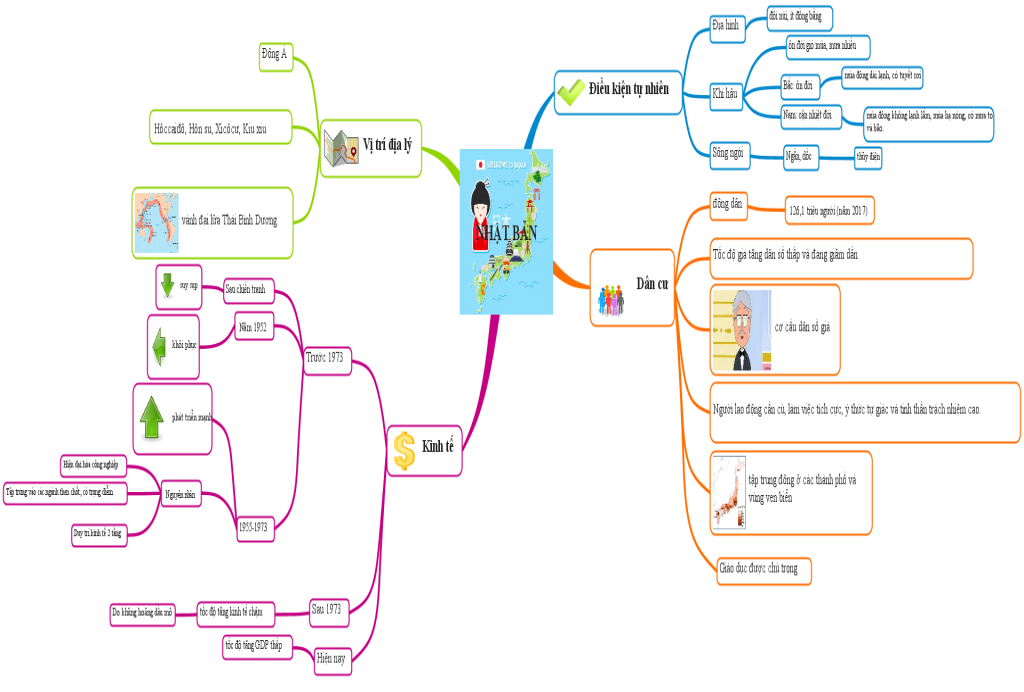 NHẬT BẢN
WELCOME to Japan
Vị trí địa lý
Đông Á
Hôccaiđô, Hôn su, Xicôcư, Kiu xiu
vành đai lửa Thái Bình Dương
Điều kiện tự nhiên
Địa hình
đồi núi, ít đồng bằng
Khí hậu
ôn đới gió mùa, mưa nhiều
Bắc: ôn đới
mùa đông dài lạnh, có tuyết rơi
Nam: cận nhiệt đới
mùa đông không lạnh lắm, mùa hạ nóng, có mưa to
và bão.
Sông ngòi
Ngắn, dốc
thủy điện
Dân cư
đông dân
126,1 triệu người (năm 2017)
Tốc độ gia tăng dân số thấp và đang giảm dần
cơ cấu dân số già
Người lao động cần cù, làm việc tích cực, ý thức tự giác và tinh thần trách nhiệm cao.
tập trung đông ở các thành phố và
vùng ven biển
Giáo dục được chú trọng
Kinh tế
Trước 1973
Sau chiến tranh
suy sụp
Năm 1952
khôi phục
1955-1973
phát triển mạnh
Nguyên nhân
Hiện đại hóa công nghiệp
Tập trung vào các ngành then chốt, có trọng điểm
Duy trì kinh tế 2 tầng
Sau 1973
tốc độ tăng kinh tế chậm
Do khủng hoảng dầu mỏ
Hiện nay
tốc độ tăng GDP thấp